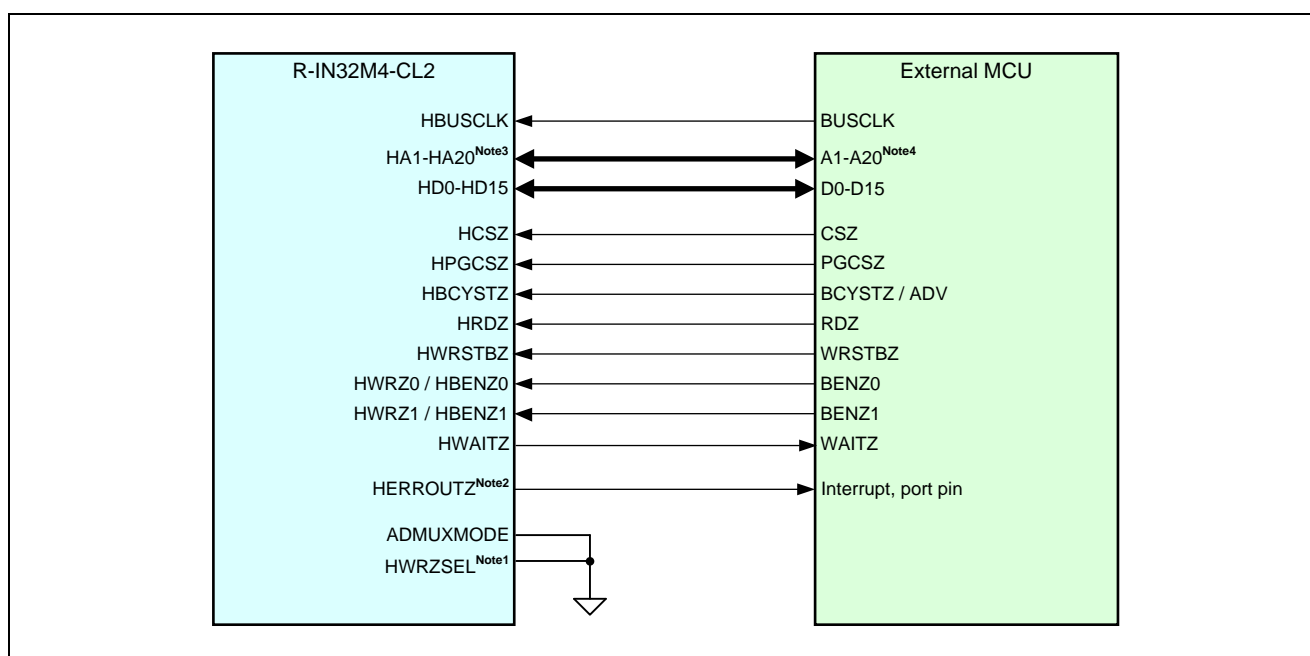 R-IN32M4-CL2 External MCU
HBUSCLK BUSCLK
HA1-HA20Note3 A1-A20Note4
HD0-HD15 D0-D15
HCSZ CSZ
HPGCSZ PGCSZ
HBCYSTZ BCYSTZ / ADV
HRDZ RDZ
HWRSTBZ WRSTBZ
HWRZ0 / HBENZ0 BENZ0
HWRZ1 / HBENZ1 BENZ1
HWAITZ WAITZ
HERROUTZNote2 Interrupt, port pin
ADMUXMODE
HWRZSELNote1